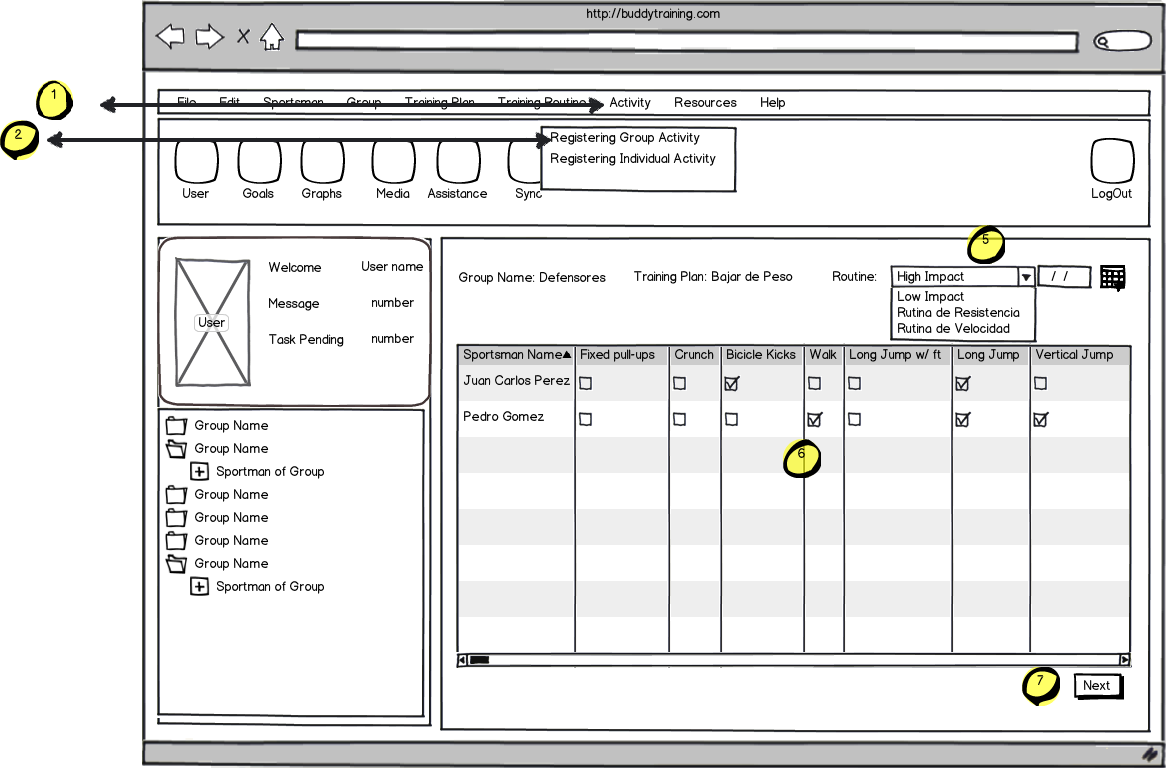 http://buddytraining.com
1
File Edit Sportsman Group Training Plan Training Routine Activity Resources Help
2
Registering Group Activity
Registering Individual Activity
User Goals Graphs Media Assistance Sync LogOut
5
Welcome User name
Message number
User
Task Pending number
Group Name: Defensores Training Plan: Bajar de Peso Routine: High Impact / /
Low Impact
Rutina de Resistencia
Rutina de Velocidad
Sportsman Name Fixed pull-ups Crunch Bicicle Kicks Walk Long Jump w/ ft Long Jump Vertical Jump
Juan Carlos Perez
Pedro Gomez
6
Group Name
Group Name
Sportman of Group
Group Name
Group Name
Group Name
Group Name
Sportman of Group
7
Next